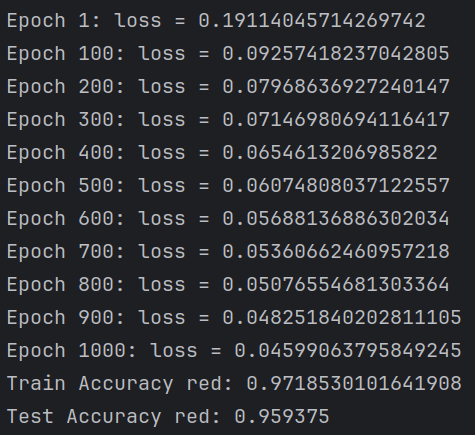 Epoch 1: loss = 0.19114045714269742
Epoch 100: loss = 0.09257418237042805
Epoch 200: loss = 0.07968636927240147
Epoch 300: loss = 0.07146980694116417
Epoch 400: loss = 0.0654613206985822
Epoch 500: loss = 0.06074808037122557
Epoch 600: loss = 0.05688136886302034
Epoch 700: loss = 0.05360662460957218
Epoch 800: loss = 0.05076554681303364
Epoch 900: loss = 0.048251840202811105
Epoch 1000: loss = 0.04599063795849245
Train Accuracy red: 0.9718530101641908
Test Accuracy red: 0.959375